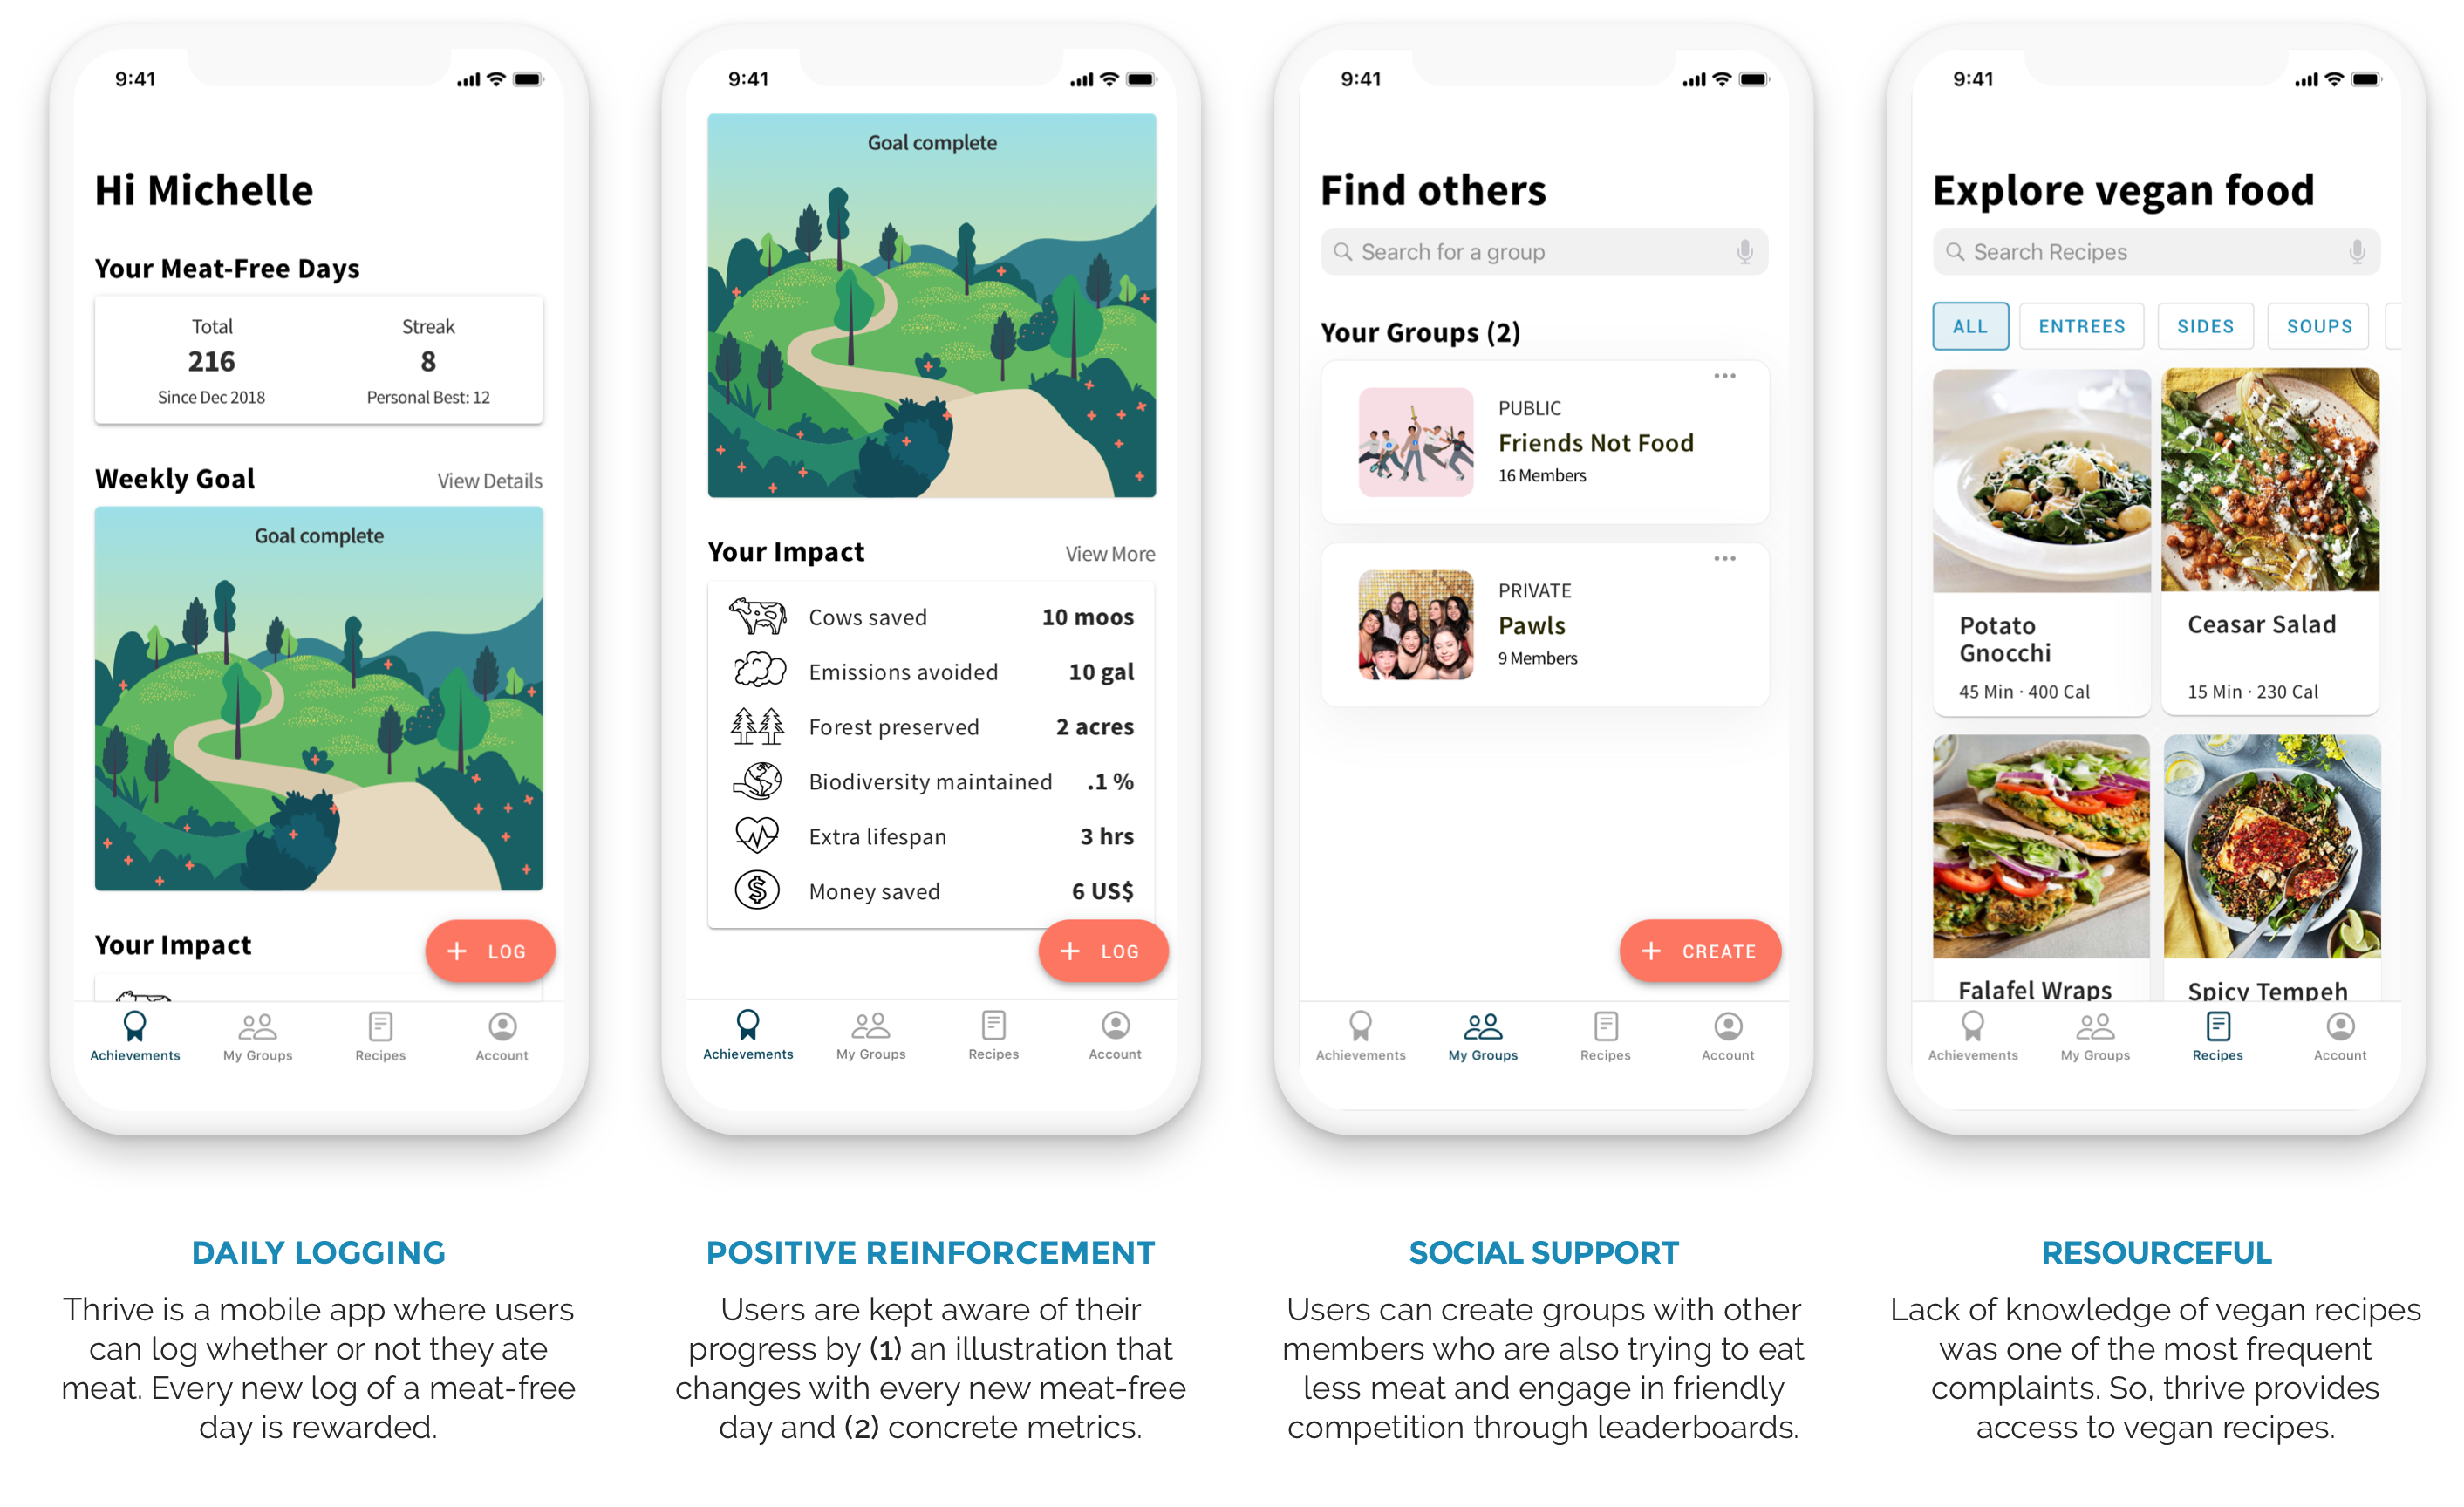 9:41
Hi Michelle
Your Meat-Free Days
Total
216
Since Dec 2018
Streak
8
Personal Best: 12
Weekly Goal
View Details
Goal complete
Your Impact
+ LOG
Achievements
My Groups
Recipes
Account
DAILY LOGGING
Thrive is a mobile app where users
can log whether or not they ate
meat. Every new log of a meat-free
day is rewarded.
9:41
Goal complete
Your Impact
View More
Cows saved 10 moos
Emissions avoided 10 gal
Forest preserved 2 acres
Biodiversity maintained .1 %
Extra lifespan 3 hrs
Money saved 6 US$
+ LOG
Achievements
My Groups
Recipes
Account
POSITIVE REINFORCEMENT
Users are kept aware of their
progress by (1) an illustration that
changes with every new meat-free
day and (2) concrete metrics.
9:41
Find others
Search for a group
Your Groups (2)
PUBLIC
Friends Not Food
16 Members
PRIVATE
Pawls
9 Members
+ CREATE
Achievements
My Groups
Recipes
Account
SOCIAL SUPPORT
Users can create groups with other
members who are also trying to eat
less meat and engage in friendly
competition through leaderboards.
9:41
Explore vegan food
Search Recipes
ALL
ENTREES
SIDES
SOUPS
Potato
Gnocchi
45 Min · 400 Cal
Ceasar Salad
15 Min · 230 Cal
Falafel Wraps
Spicy Tempeh
Achievements
My Groups
Recipes
Account
RESOURCEFUL
Lack of knowledge of vegan recipes
was one of the most frequent
complaints. So, thrive provides
access to vegan recipes.